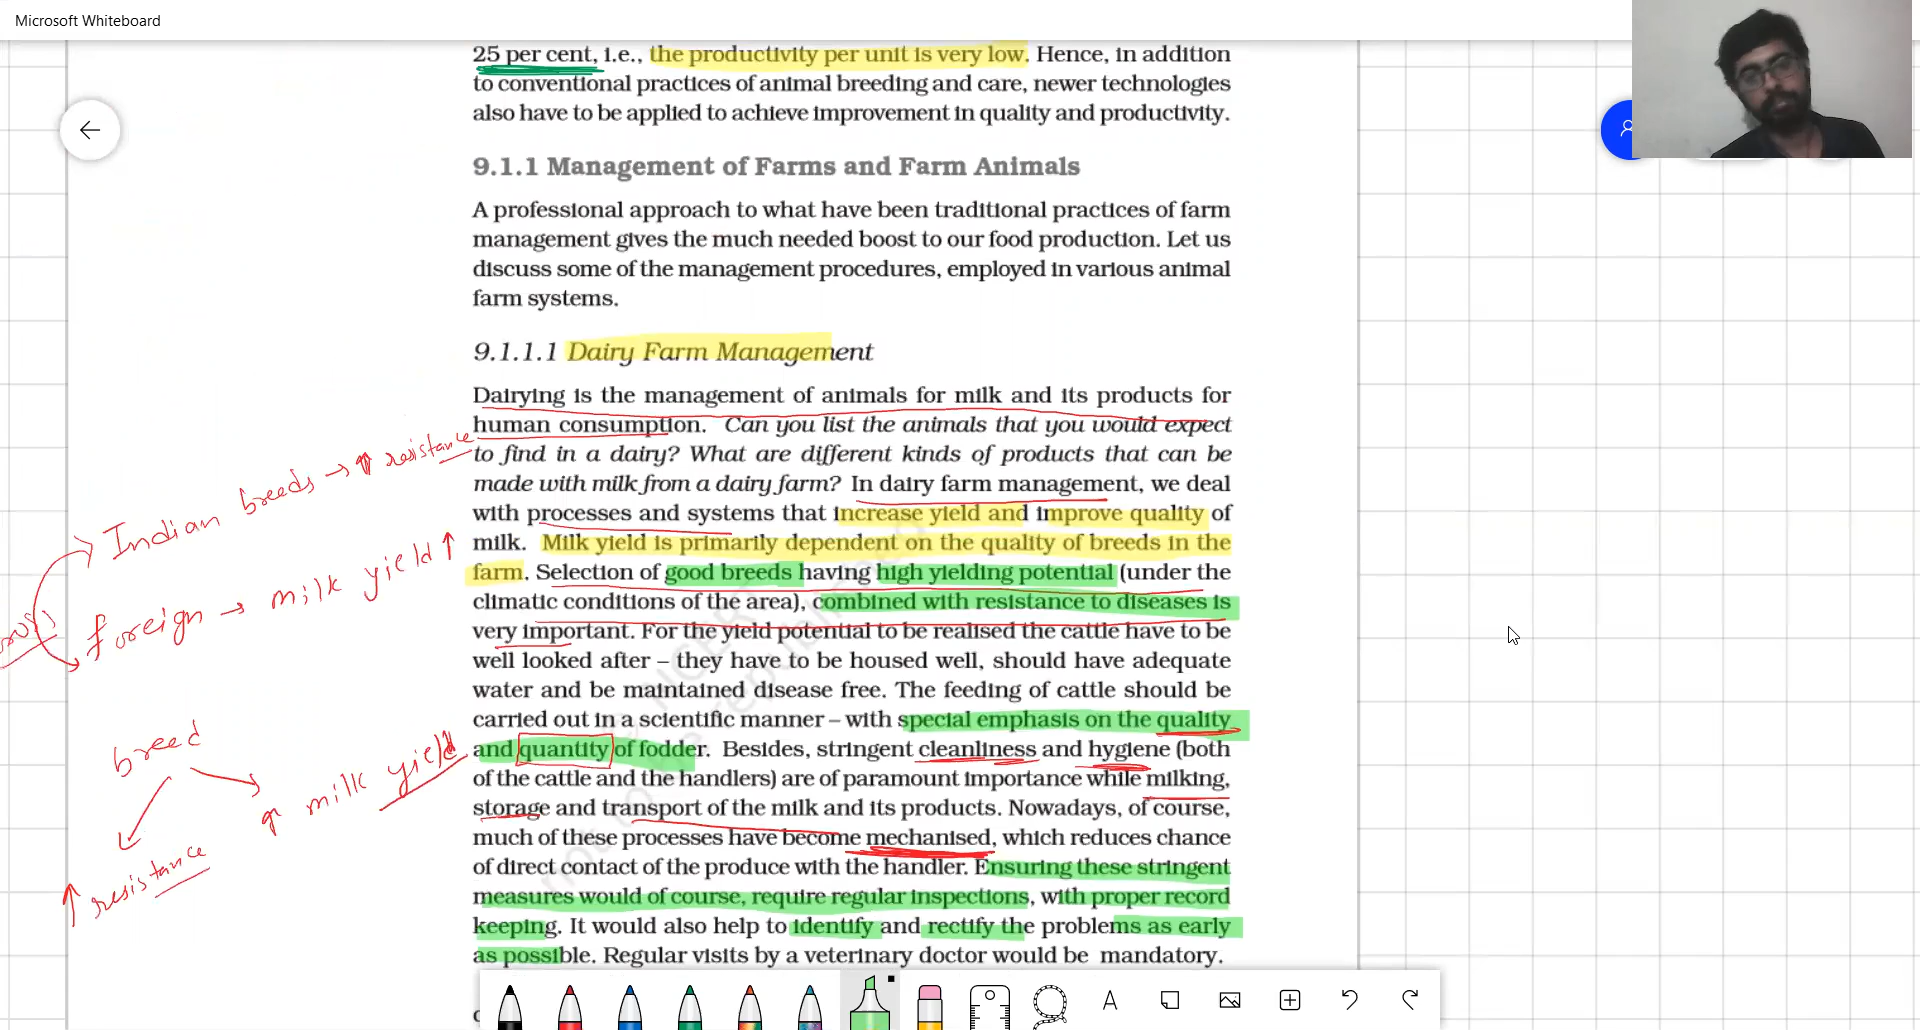 Microsoft Whiteboard
25 per cent, i.e., the productivity per unit is very low. Hence, in addition
to conventional practices of animal breeding and care, newer technologies
also have to be applied to achieve improvement in quality and productivity.
9.1.1 Management of Farms and Farm Animals
A professional approach to what have been traditional practices of farm
management gives the much needed boost to our food production. Let us
discuss some of the management procedures, employed in various animal
farm systems.
9.1.1.1 Dairy Farm Management
Dairying is the management of animals for milk and its products for
human consumption. Can you list the animals that you would expect
to find in a dairy? What are different kinds of products that can be
made with milk from a dairy farm? In dairy farm management, we deal
with processes and systems that increase yield and improve quality of
milk. Milk yield is primarily dependent on the quality of breeds in the
farm. Selection of good breeds having high yielding potential (under the
climatic conditions of the area), combined with resistance to diseases is
very important. For the yield potential to be realised the cattle have to be
well looked after – they have to be housed well, should have adequate
water and be maintained disease free. The feeding of cattle should be
carried out in a scientific manner – with special emphasis on the quality
and quantity of fodder. Besides, stringent cleanliness and hygiene (both
of the cattle and the handlers) are of paramount importance while milking,
storage and transport of the milk and its products. Nowadays, of course,
much of these processes have become mechanised, which reduces chance
of direct contact of the produce with the handler. Ensuring these stringent
measures would of course, require regular inspections, with proper record
keeping. It would also help to identify and rectify the problems as early
as possible. Regular visits by a veterinary doctor would be mandatory.
Indian breeds → ↑ resistance
foreign → milk yield ↑
breed
↑ milk yield
↑ resistance